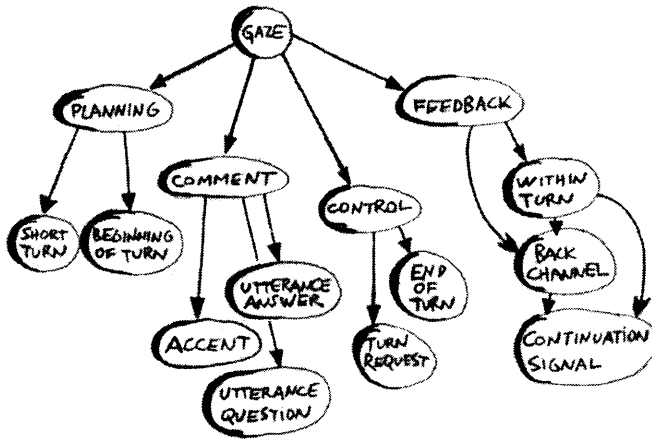 GAZE
PLANNING
FEEDBACK
COMMENT
WITHIN
TURN
CONTROL
SHORT
TURN
BEGINNING
OF TURN
BACK
CHANNEL
UTTERANCE
ANSWER
END
OF
TURN
ACCENT
TURN
REQUEST
CONTINUATION
SIGNAL
UTTERANCE
QUESTION